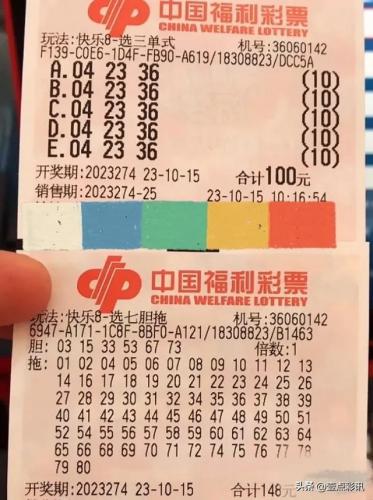 中国福利彩票
CHINA WELFARE LOTTERY
玩法:快乐8-选三单式 机号:36060142
F139-C0E6-1D4F-FB90-A619/18308823/DCC5A
A.04 23 36 (10)
B.04 23 36 (10)
C.04 23 36 (10)
D.04 23 36 (10)
E.04 23 36 (10)
开奖期:2023274 23-10-15 合计100元
销售期:2023274-25 23-10-15 10:16:54
中国福利彩票
CHINA WELFARE LOTTERY
玩法:快乐8-选七胆拖 机号:36060142
6947-A171-1C8F-8BF0-A121/18308823/B1463
胆: 03 15 33 53 67 73 倍数:1
拖: 01 02 04 05 06 07 08 09 10 11 12 13
14 16 17 18 19 20 21 22 23 24 25 26
27 28 29 30 31 32 34 35 36 37 38 39
40 41 42 43 44 45 46 47 48 49 50 51
52 54 55 56 57 58 59 60 61 62 63 64
65 66 68 69 70 71 72 74 75 76 77 78
79 80
开奖期:2023274 23-10-15 合计148元
头条 @壹点彩讯